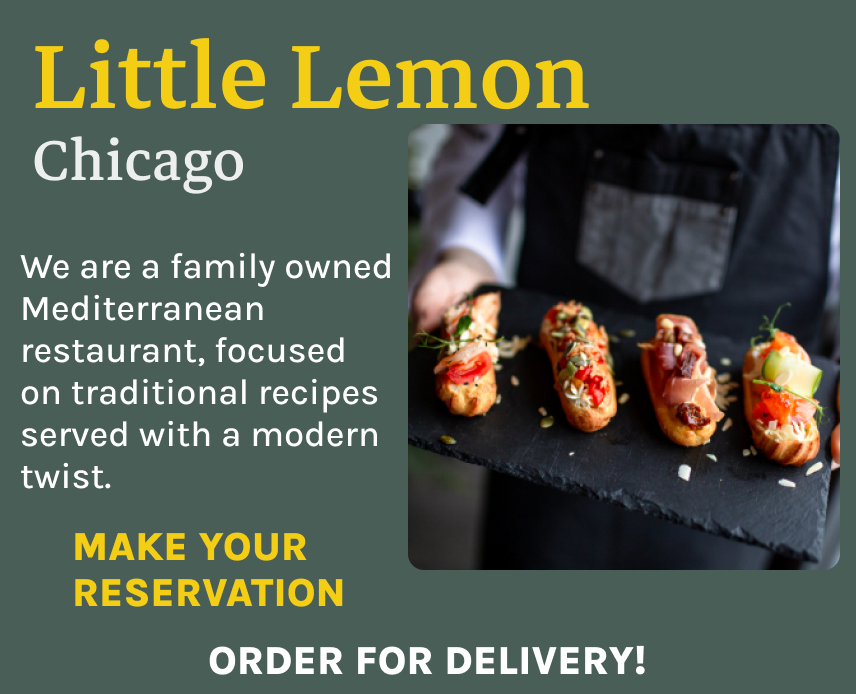 Little Lemon
Chicago
We are a family owned
Mediterranean
restaurant, focused
on traditional recipes
served with a modern
twist.
MAKE YOUR
RESERVATION
ORDER FOR DELIVERY!